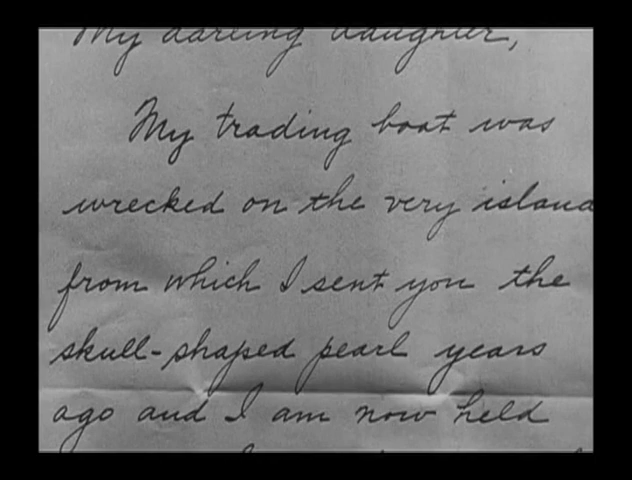 My darling daughter,
My trading boat was
wrecked on the very island
from which I sent you the
skull-shaped pearl years
ago and I am now held